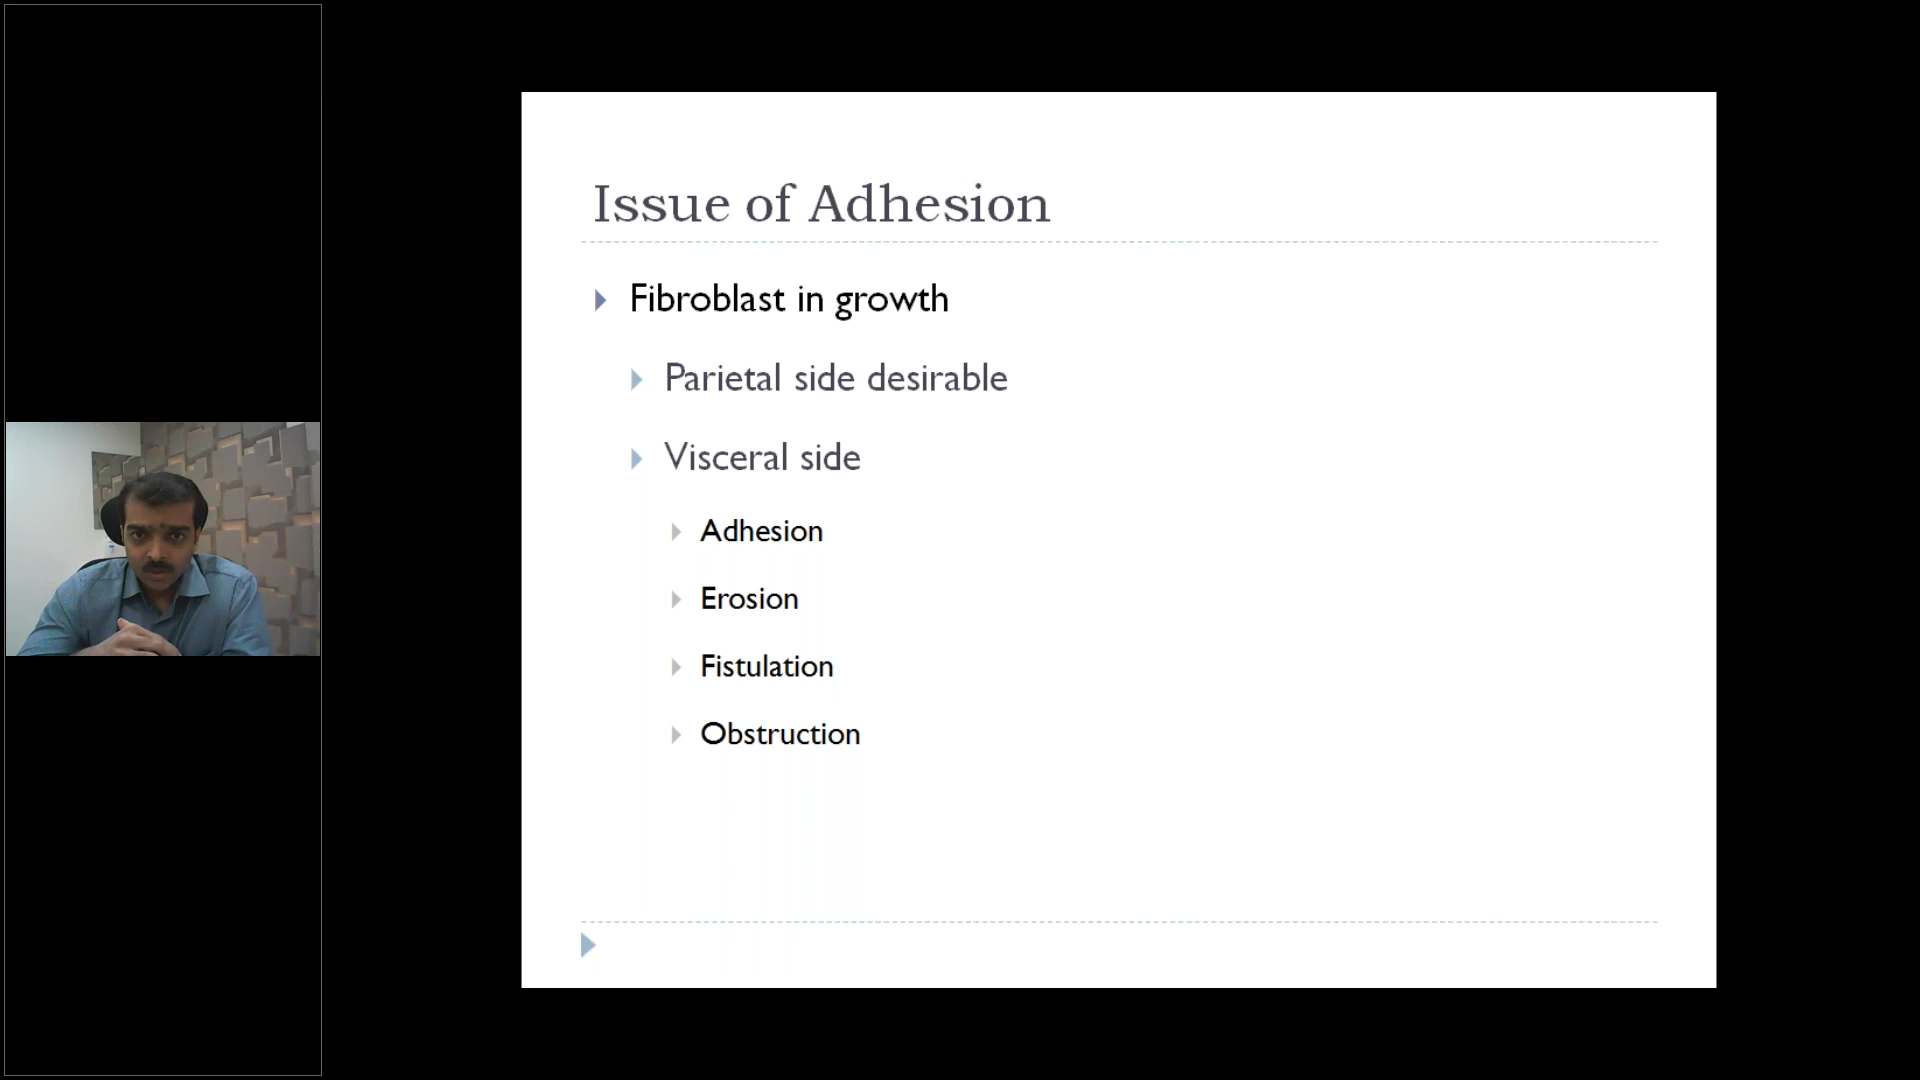 Issue of Adhesion
Fibroblast in growth
Parietal side desirable
Visceral side
Adhesion
Erosion
Fistulation
Obstruction